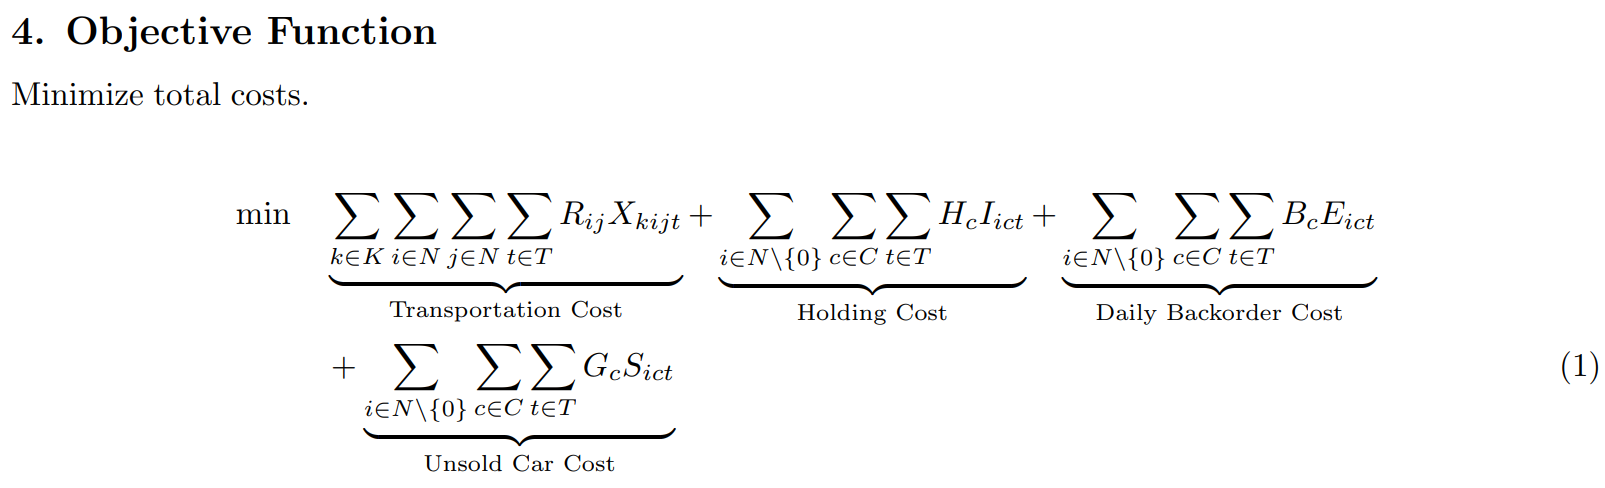 4. Objective Function
Minimize total costs.
min ∑_{k∈K} ∑_{i∈N} ∑_{j∈N} ∑_{t∈T} R_{ij}X_{kijt} + ∑_{i∈N\{0}} ∑_{c∈C} ∑_{t∈T} H_cI_{ict} + ∑_{i∈N\{0}} ∑_{c∈C} ∑_{t∈T} B_cE_{ict}
Transportation Cost Holding Cost Daily Backorder Cost
+ ∑_{i∈N\{0}} ∑_{c∈C} ∑_{t∈T} G_cS_{ict} (1)
Unsold Car Cost